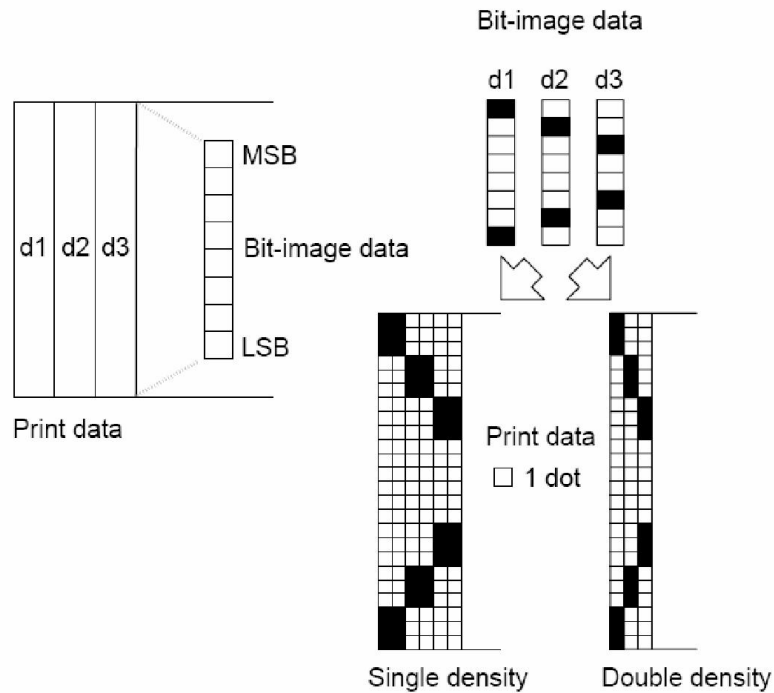 Bit-image data
d1 d2 d3
MSB
d1 d2 d3
Bit-image data
LSB
Print data
Print data
1 dot
Single density
Double density